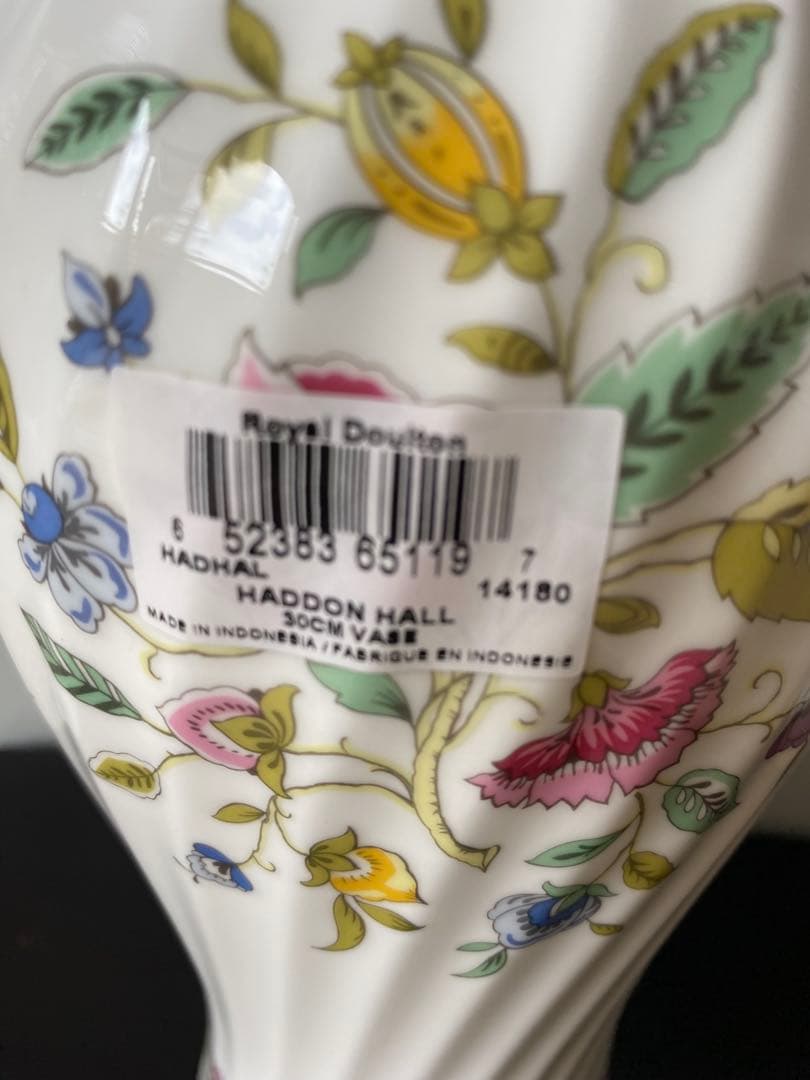 Royal Doulton
6 52383 65119 7
HADHAL 14180
HADDON HALL
30CM VASE
MADE IN INDONESIA / FABRIQUE EN INDONESIE